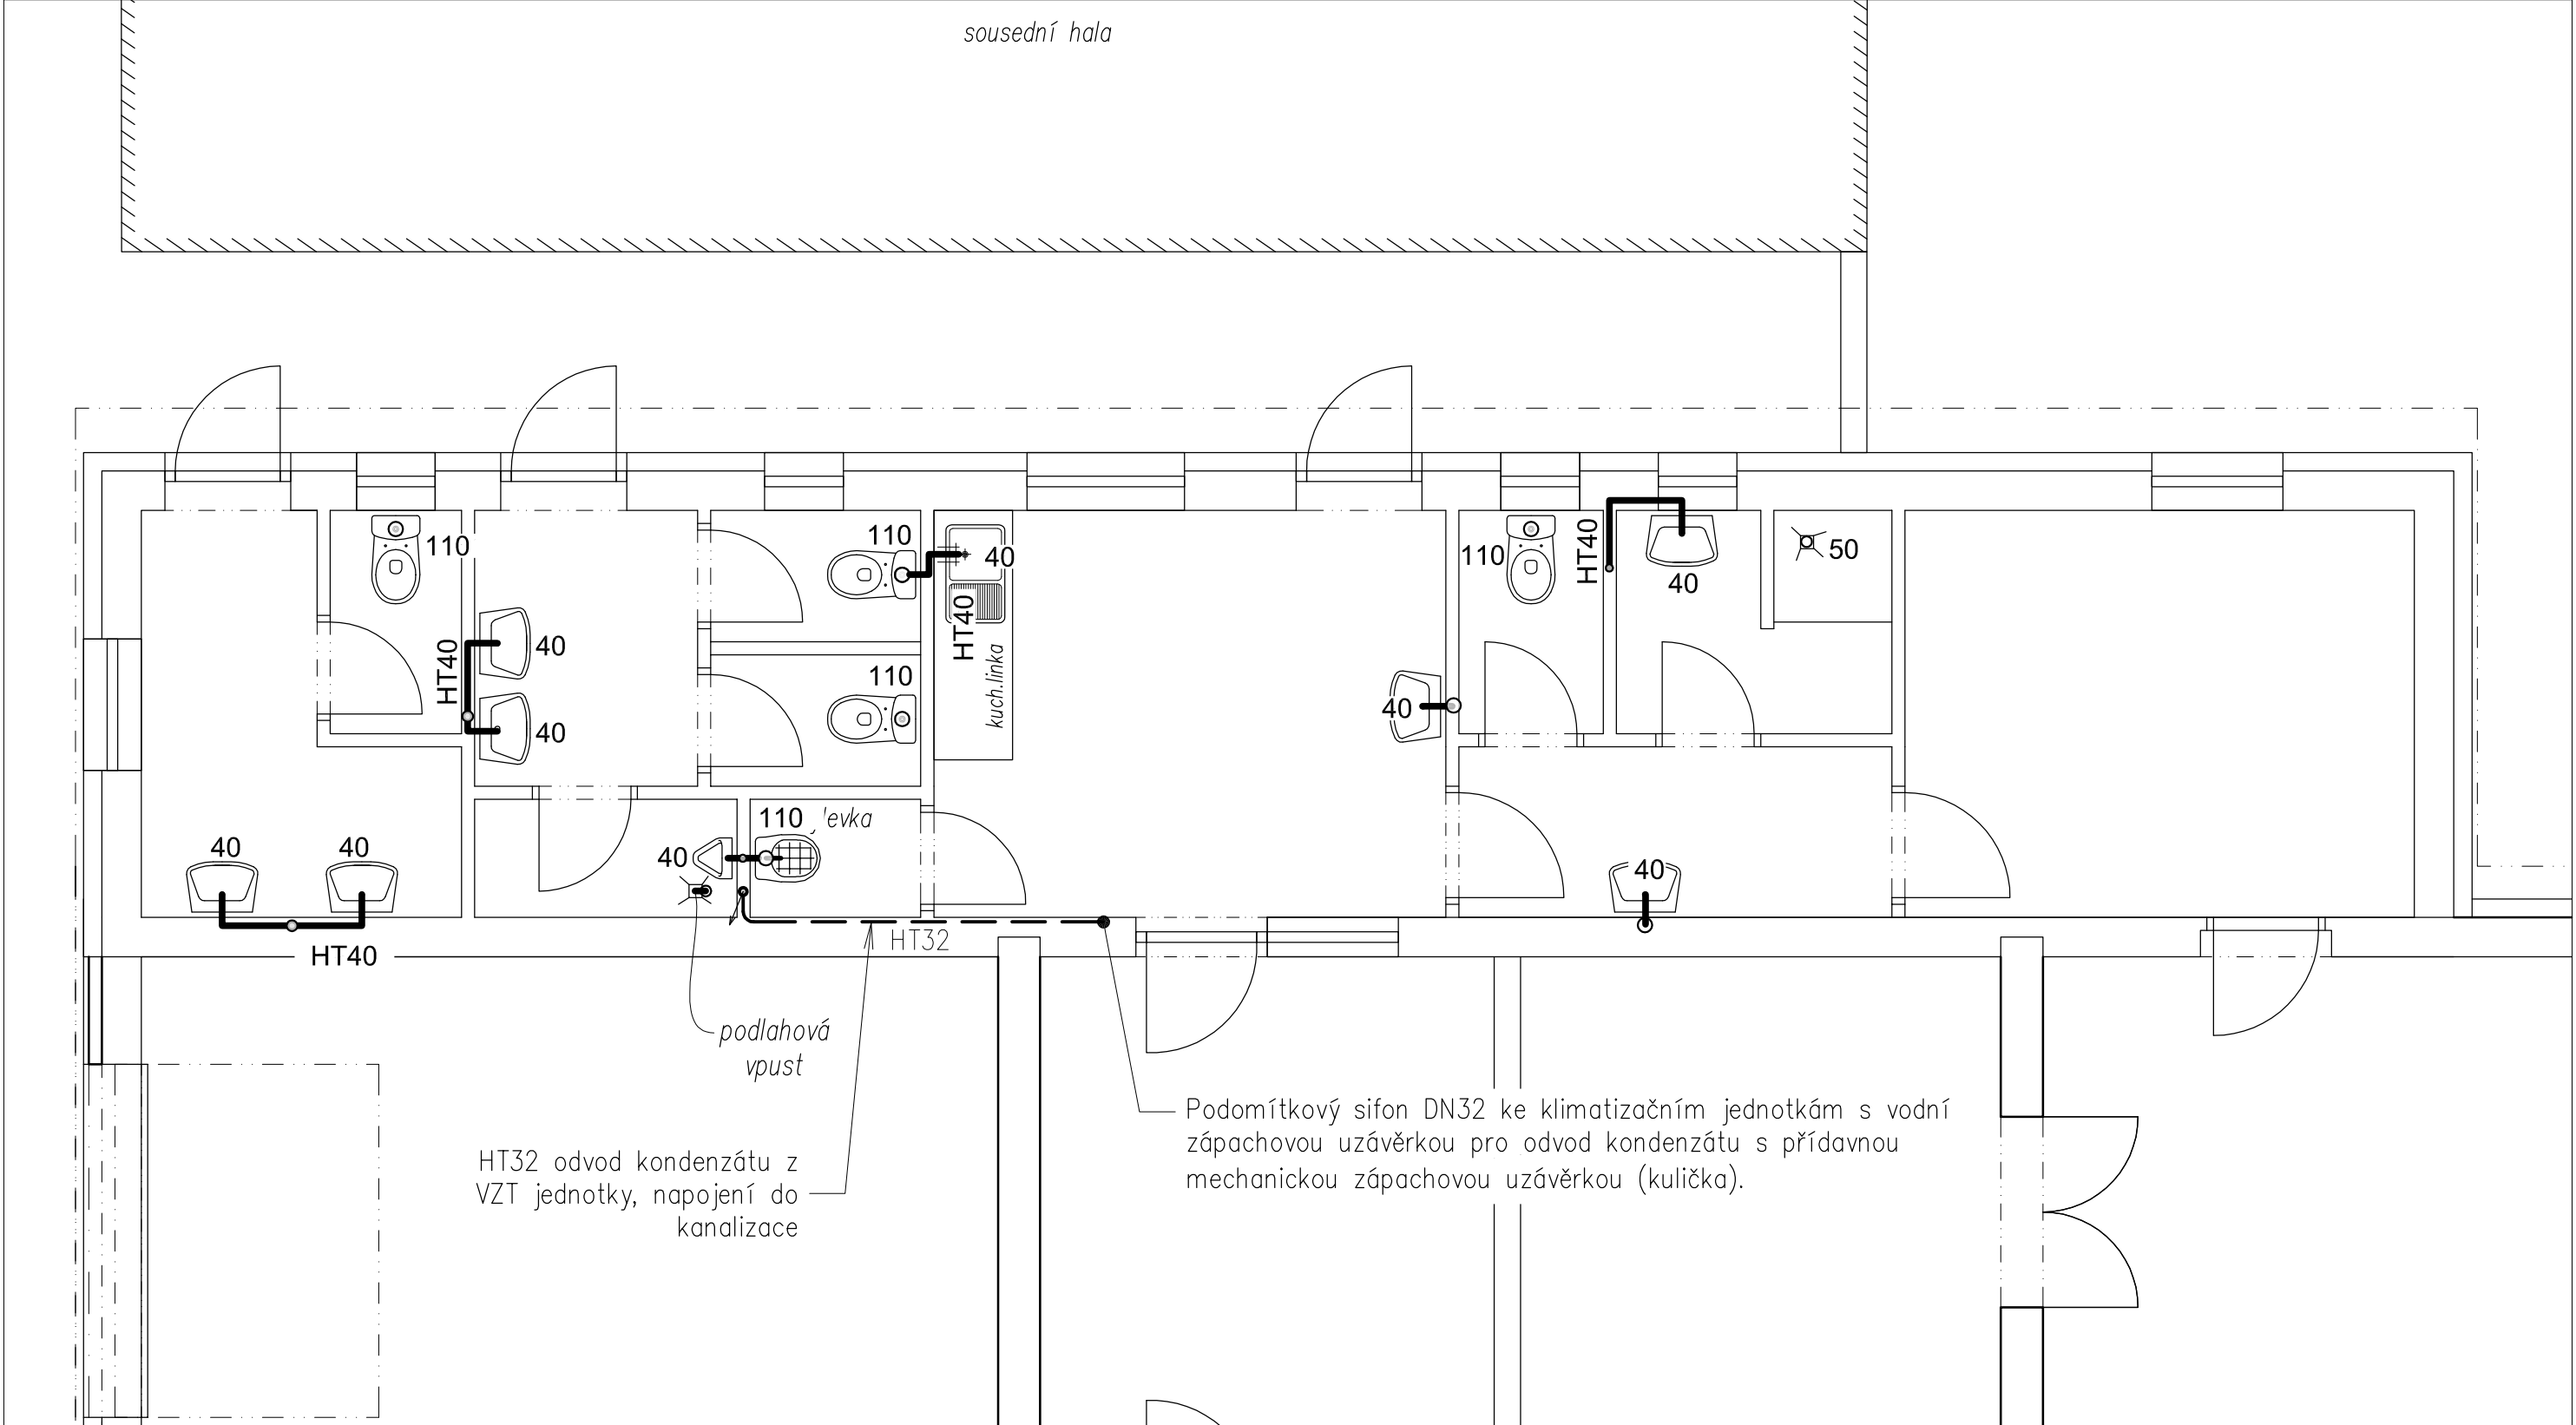 sousední hala
110
110
40
110
HT40
40
50
40
HT40
40
HT40
110
kuch.linka
40
40
110
40
40
40
40
HT40
HT32
podlahová
vpust
Podomítkový sifon DN32 ke klimatizačním jednotkám s vodní
zápachovou uzávěrkou pro odvod kondenzátu s přídavnou
mechanickou zápachovou uzávěrkou (kulička).
HT32 odvod kondenzátu z
VZT jednotky, napojení do
kanalizace